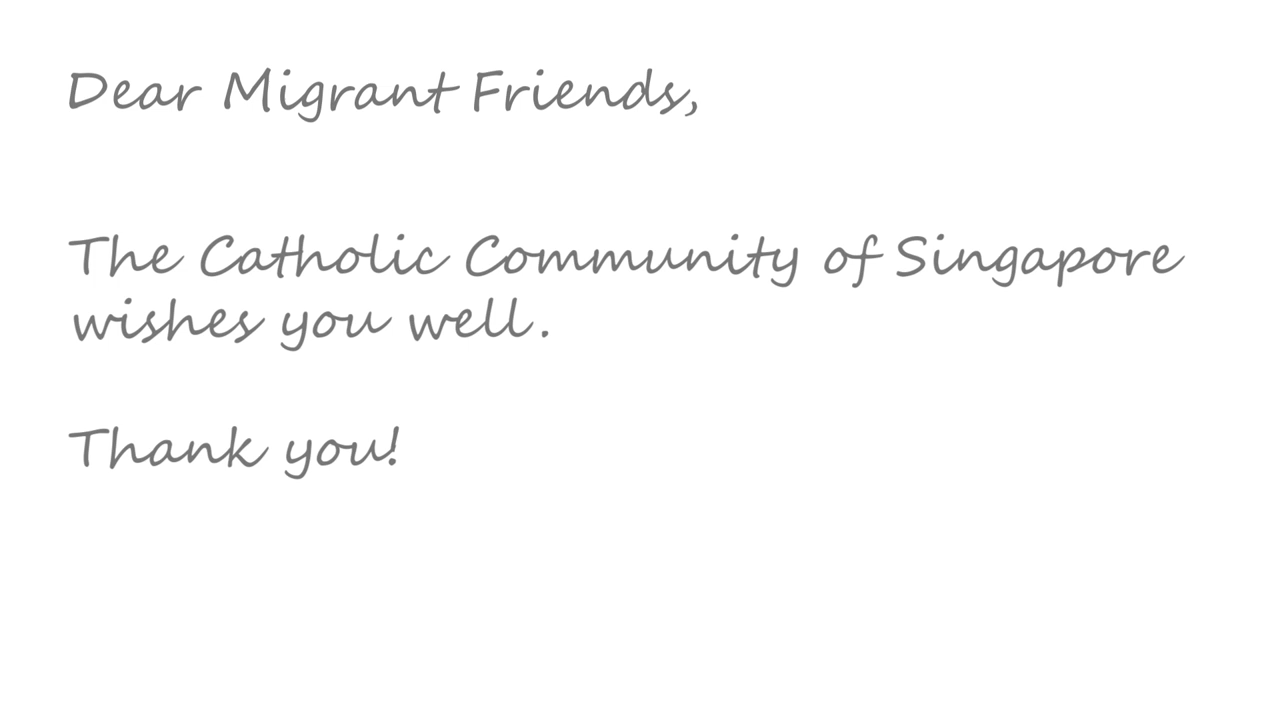 Dear Migrant Friends,
The Catholic Community of Singapore
wishes you well.
Thank you!